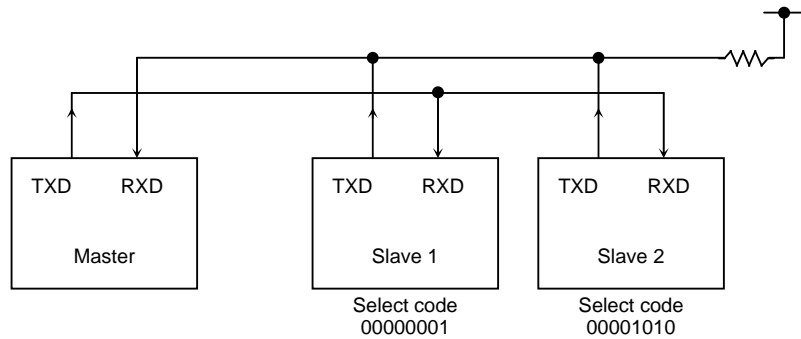 TXD RXD TXD RXD TXD RXD
Master Slave 1 Slave 2
Select code Select code
00000001 00001010